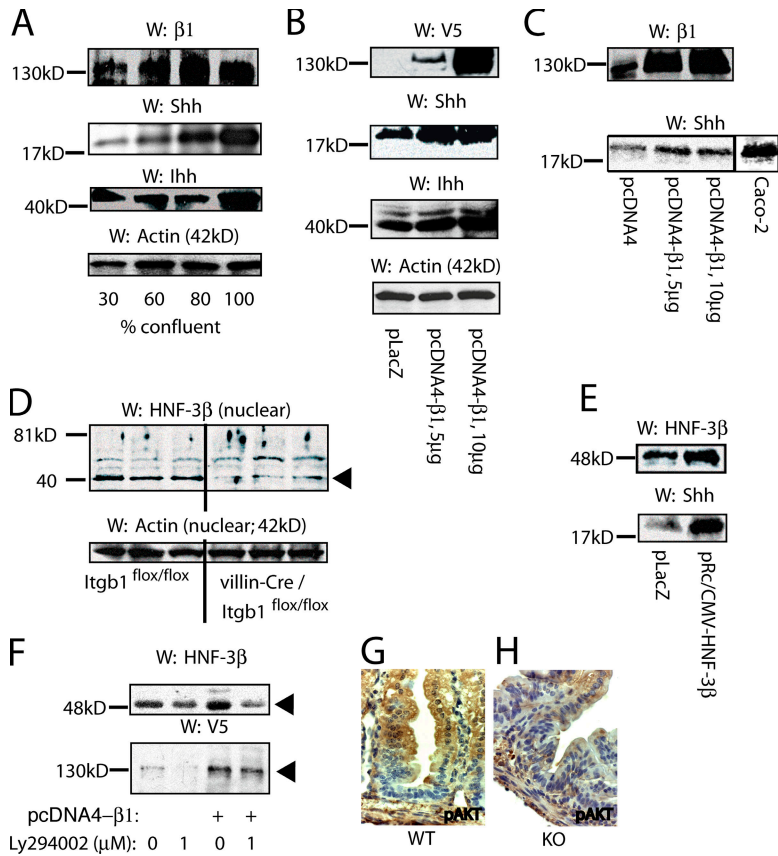 A
W: β1
130kD
W: Shh
17kD
W: Ihh
40kD
W: Actin (42kD)
30 60 80 100
% confluent
B
W: V5
130kD
W: Shh
17kD
W: Ihh
40kD
W: Actin (42kD)
pLacZ
pcDNA4-β1, 5µg
pcDNA4-β1, 10µg
C
W: β1
130kD
W: Shh
17kD
pcDNA4
pcDNA4-β1, 5µg
pcDNA4-β1, 10µg
Caco-2
D
W: HNF-3β (nuclear)
81kD
40
W: Actin (nuclear; 42kD)
Itgb1 flox/flox
villin-Cre /
Itgb1 flox/flox
E
W: HNF-3β
48kD
W: Shh
17kD
pLacZ
pRc/CMV-HNF-3β
F
W: HNF-3β
48kD
W: V5
130kD
pcDNA4–β1: + +
Ly294002 (µM): 0 1 0 1
G
pAKT
WT
H
pAKT
KO